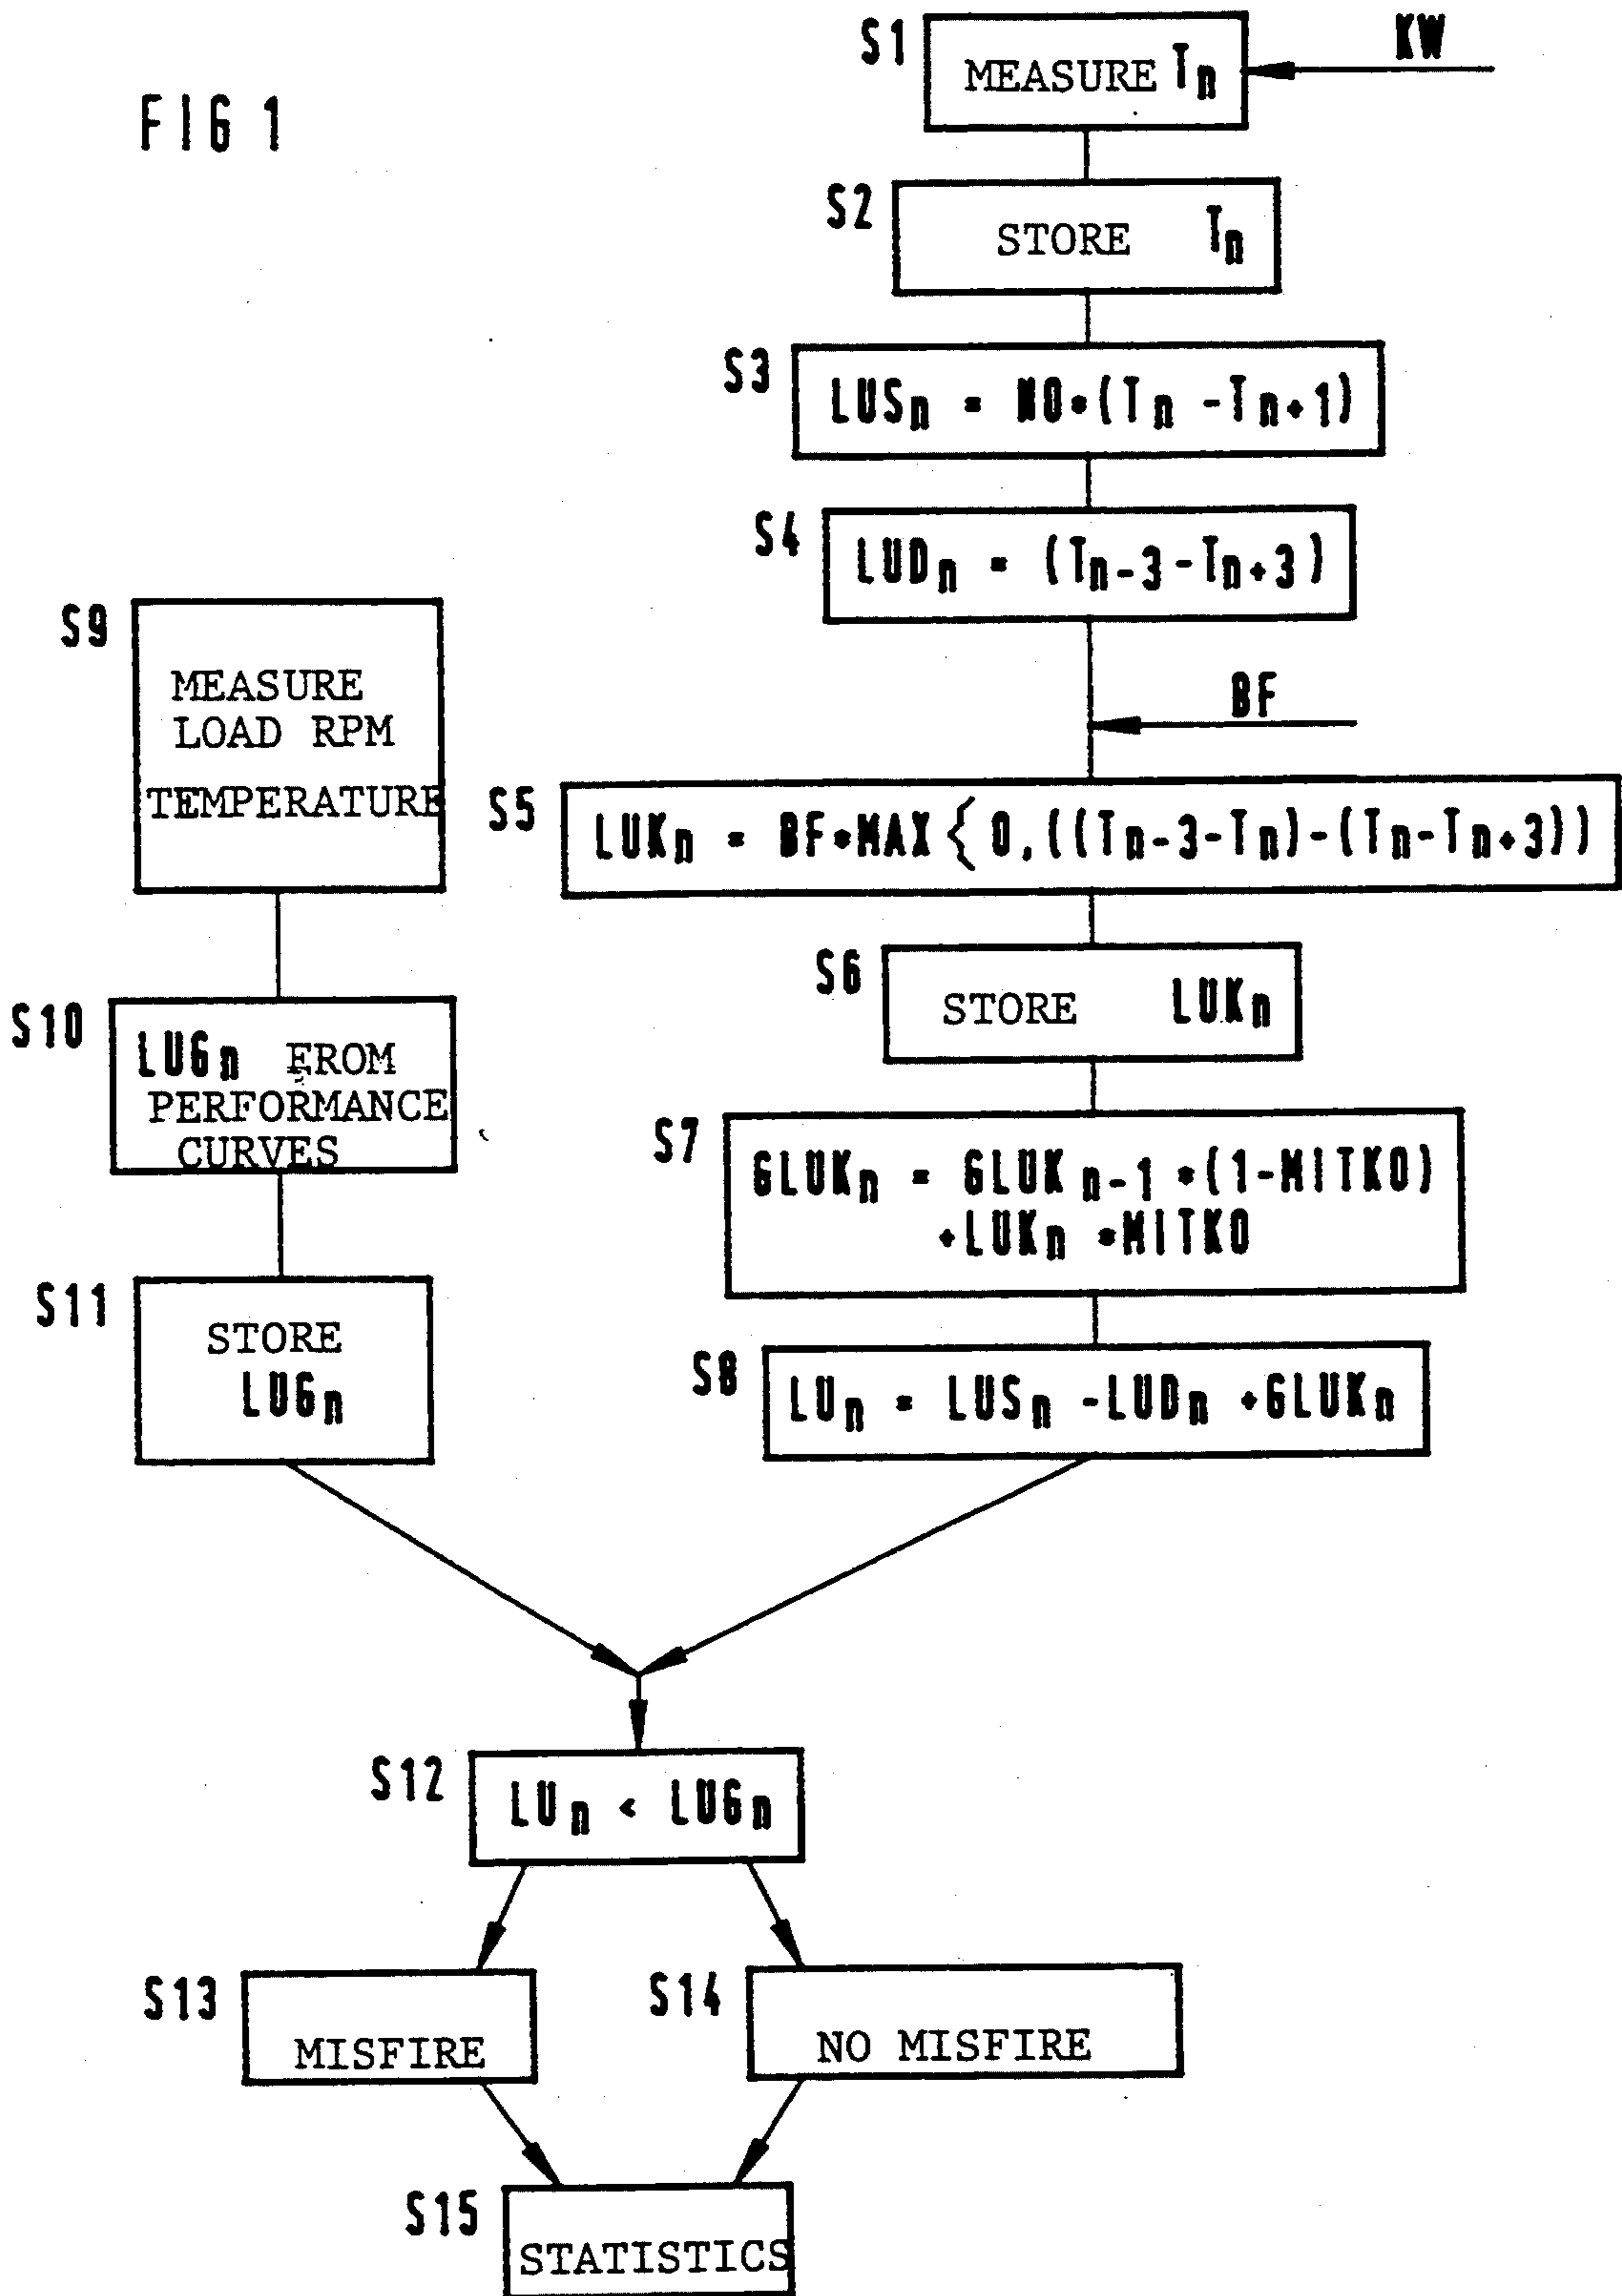 FIG 1
S1
MEASURE Tn
KW
S2
STORE Tn
S3
LUSn = NO*(Tn -Tn+1)
S4
LUDn = (Tn-3-Tn+3)
BF
S5
LUKn = BF*MAX { 0,((Tn-3-Tn)-(Tn-Tn+3))
S6
STORE LUKn
S7
GLUKn = GLUK n-1 *(1-MITKO)
+LUKn *MITKO
S8
LUn = LUSn -LUDn +GLUKn
S9
MEASURE
LOAD RPM
TEMPERATURE
S10
LUGn FROM
PERFORMANCE
CURVES
S11
STORE
LUGn
S12
LUn < LUGn
S13
MISFIRE
S14
NO MISFIRE
S15
STATISTICS